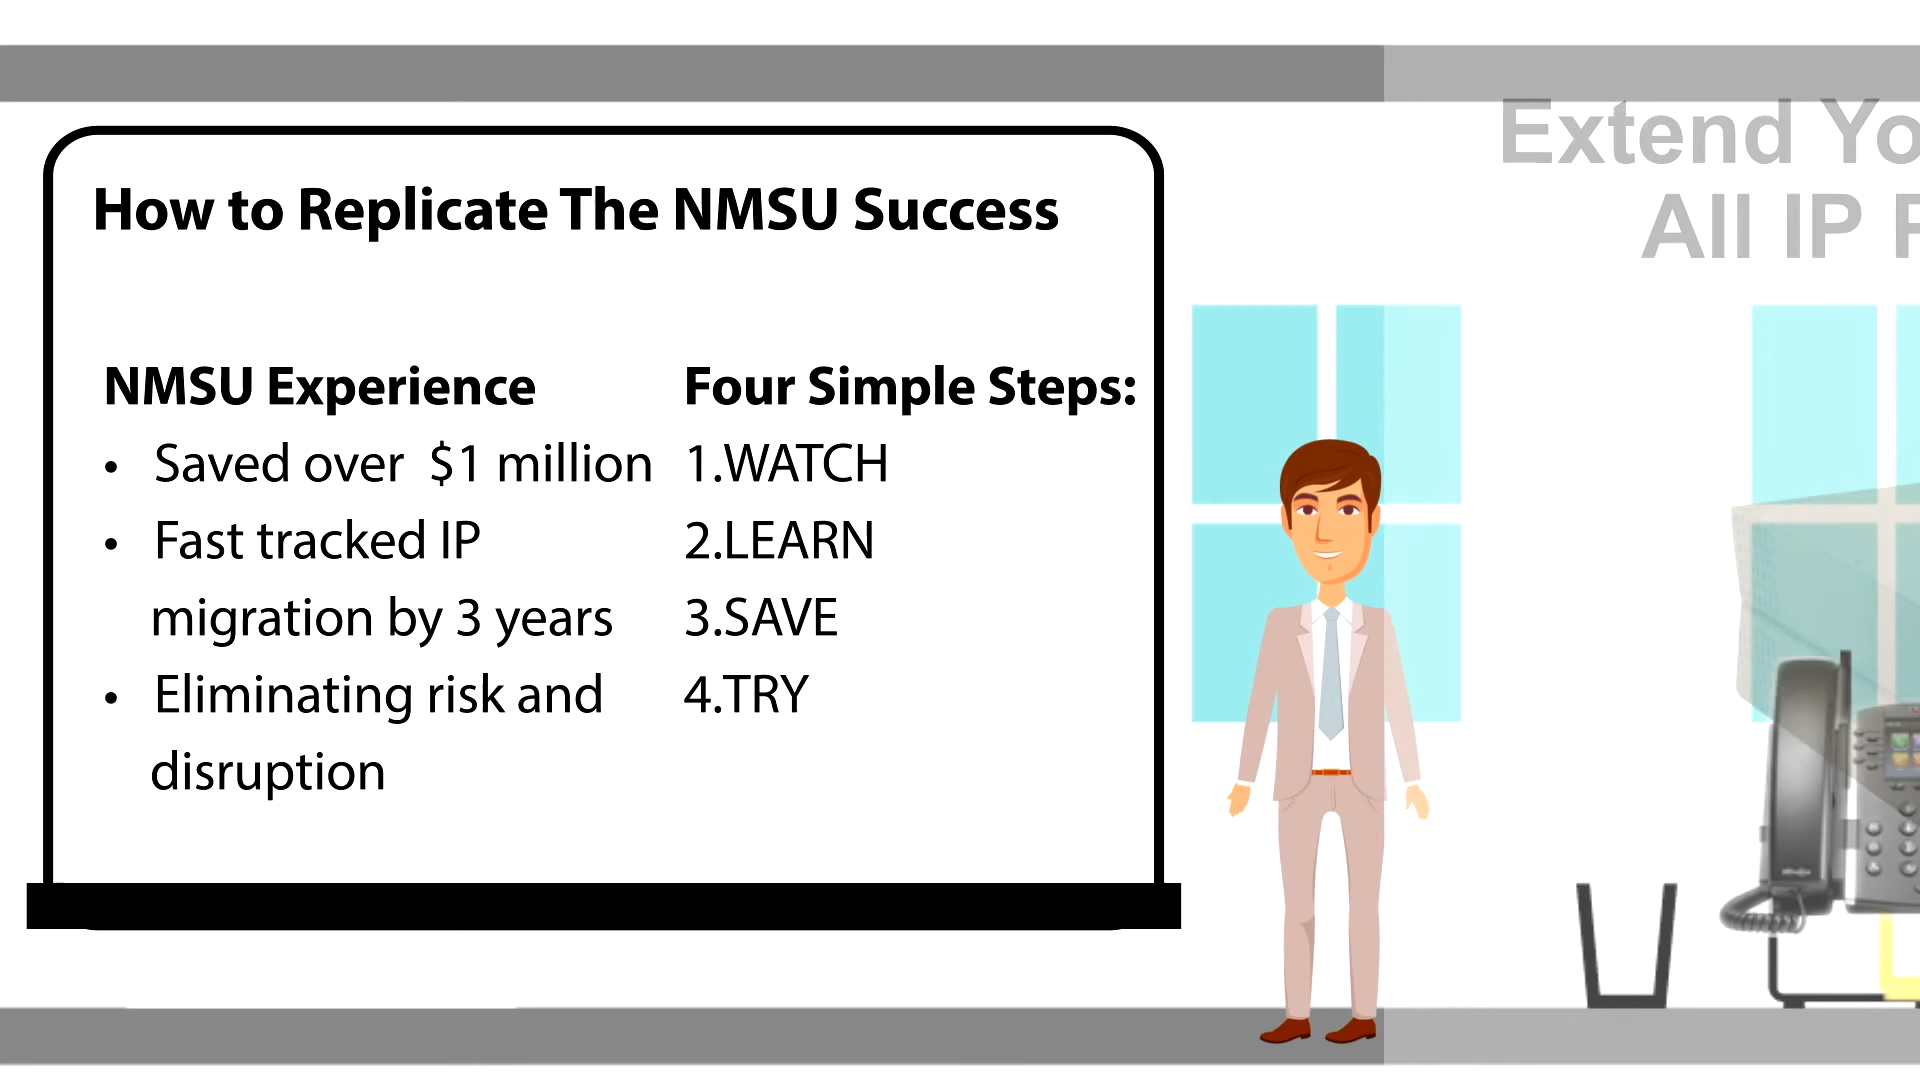 How to Replicate The NMSU Success
NMSU Experience
• Saved over $1 million
• Fast tracked IP
migration by 3 years
• Eliminating risk and
disruption
Four Simple Steps:
1.WATCH
2.LEARN
3.SAVE
4.TRY
Extend
All IP